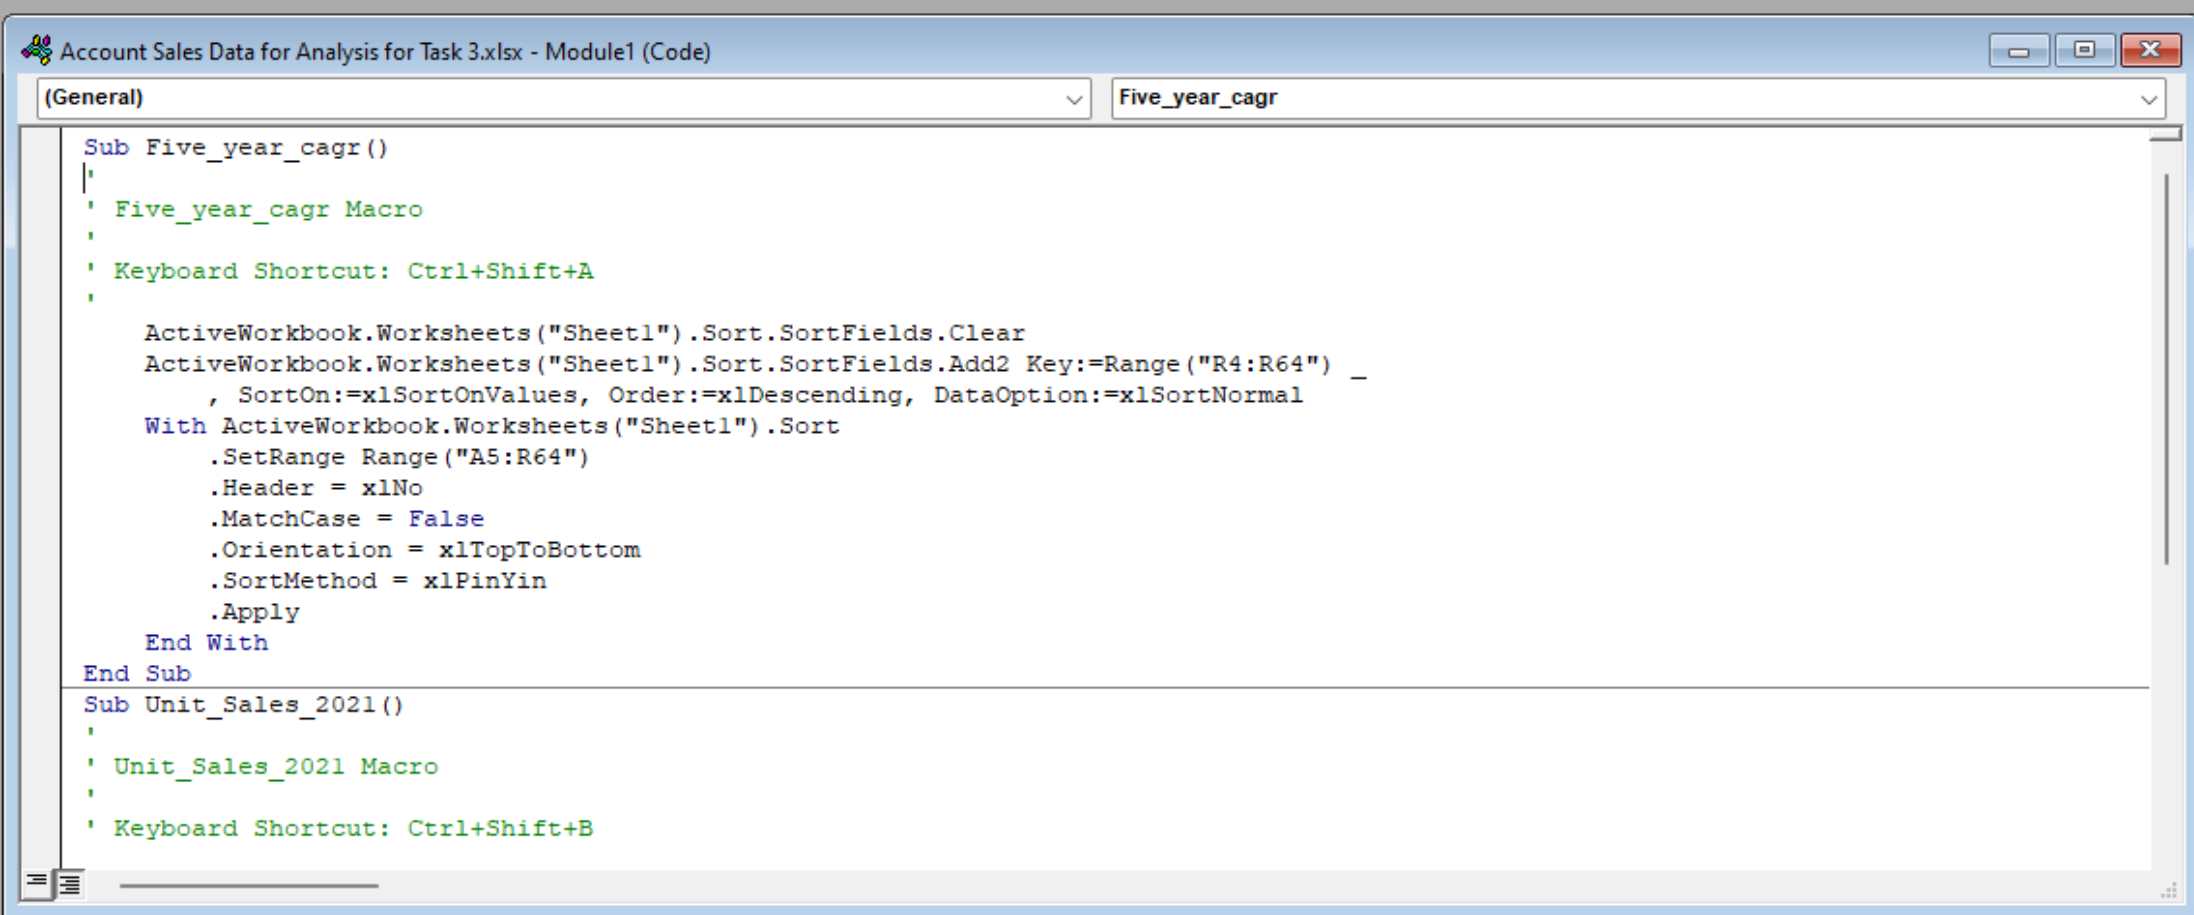 Account Sales Data for Analysis for Task 3.xlsx - Module1 (Code)
(General)
Five_year_cagr
Sub Five_year_cagr()
'
' Five_year_cagr Macro
'
' Keyboard Shortcut: Ctrl+Shift+A
'
    ActiveWorkbook.Worksheets("Sheet1").Sort.SortFields.Clear
    ActiveWorkbook.Worksheets("Sheet1").Sort.SortFields.Add2 Key:=Range("R4:R64") _
        , SortOn:=xlSortOnValues, Order:=xlDescending, DataOption:=xlSortNormal
    With ActiveWorkbook.Worksheets("Sheet1").Sort
        .SetRange Range("A5:R64")
        .Header = xlNo
        .MatchCase = False
        .Orientation = xlTopToBottom
        .SortMethod = xlPinYin
        .Apply
    End With
End Sub
Sub Unit_Sales_2021()
'
' Unit_Sales_2021 Macro
'
' Keyboard Shortcut: Ctrl+Shift+B